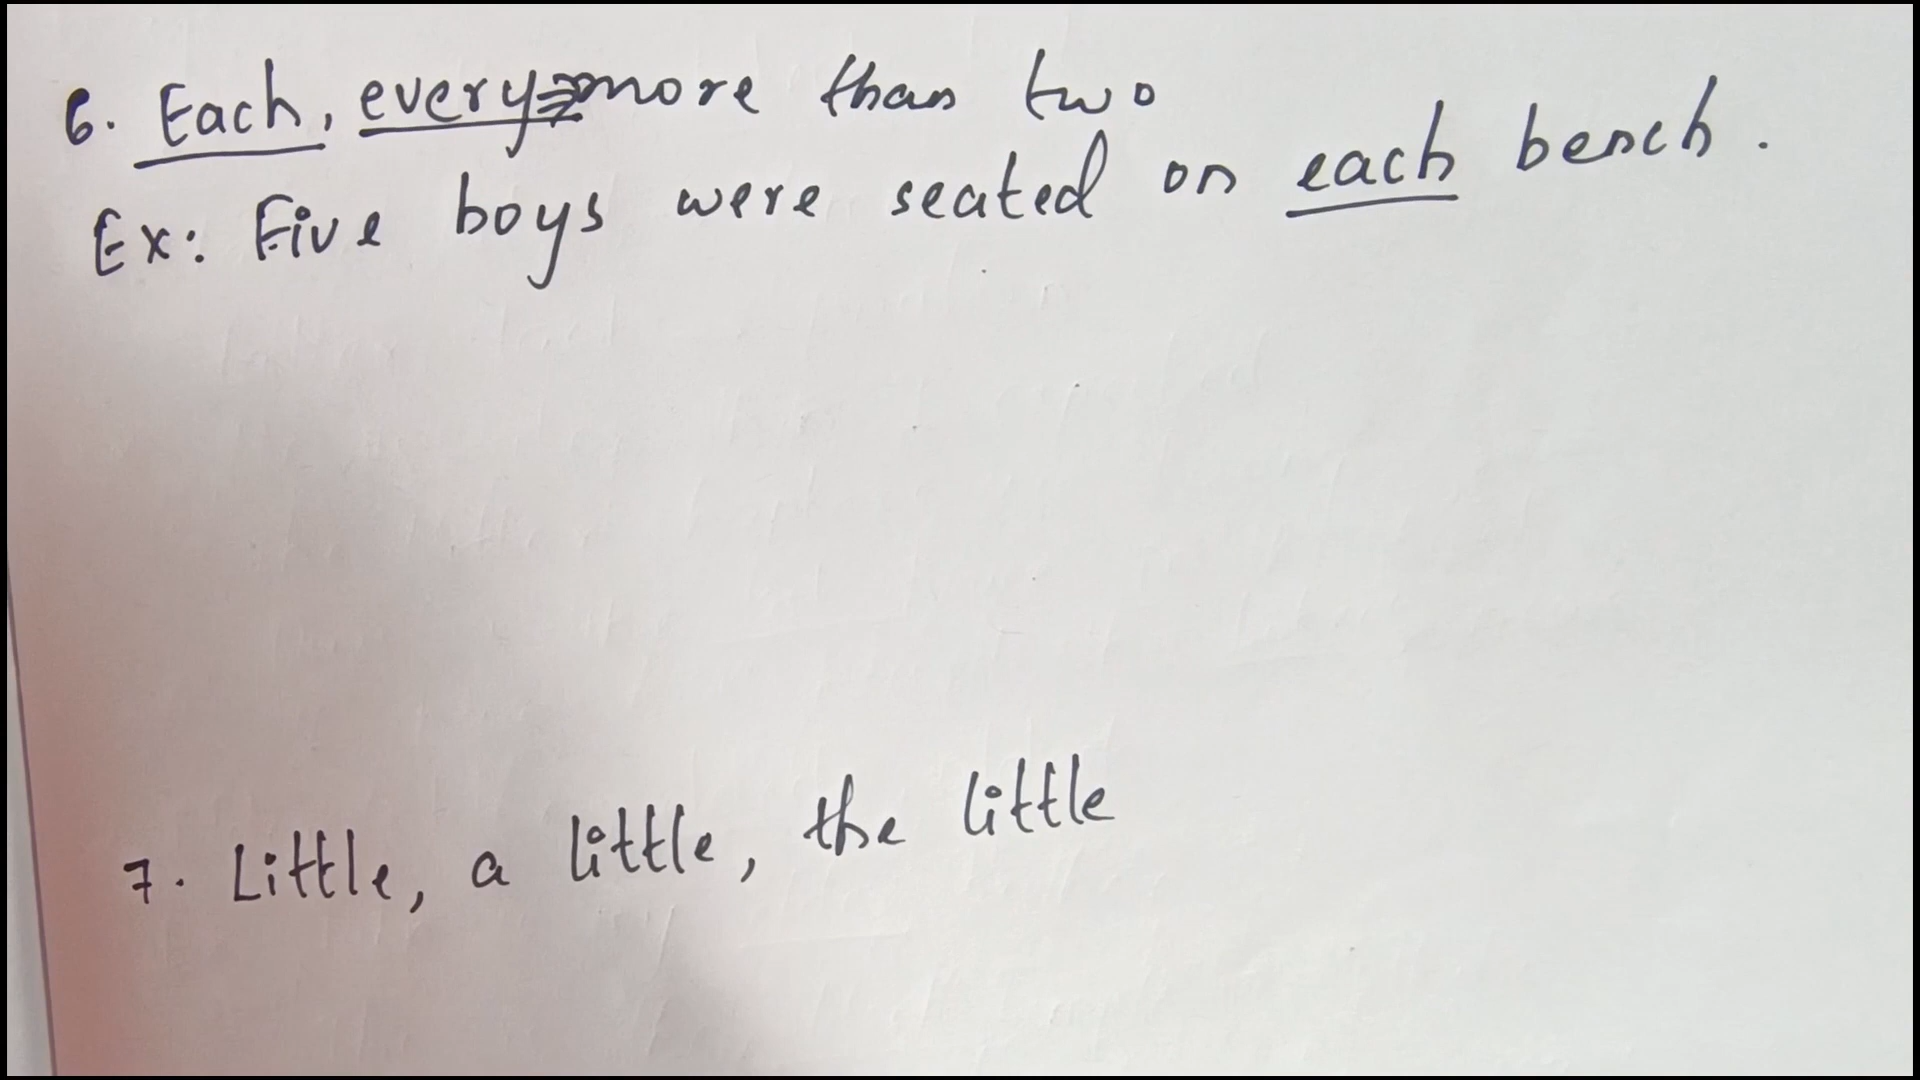 6. Each, every more than two
Ex: Five boys were seated on each bench.
7. Little, a little, the little